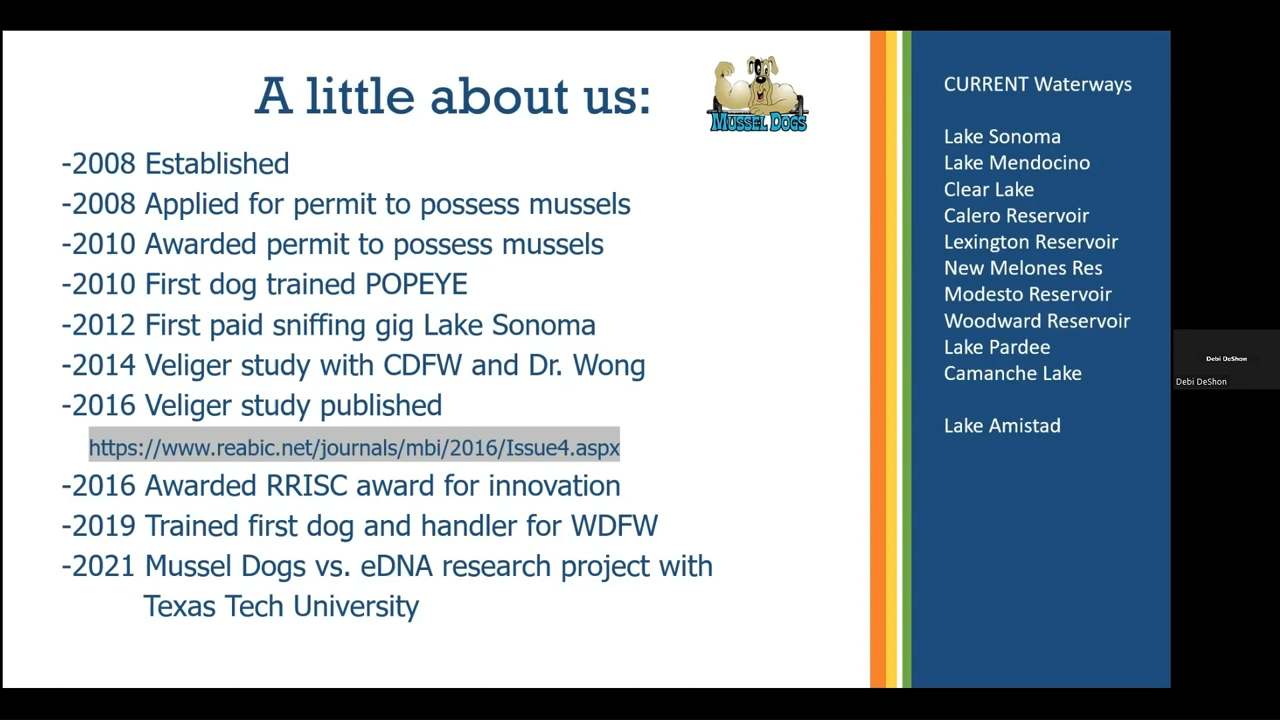 A little about us:
MUSSEL DOGS
-2008 Established
-2008 Applied for permit to possess mussels
-2010 Awarded permit to possess mussels
-2010 First dog trained POPEYE
-2012 First paid sniffing gig Lake Sonoma
-2014 Veliger study with CDFW and Dr. Wong
-2016 Veliger study published
https://www.reabic.net/journals/mbi/2016/Issue4.aspx
-2016 Awarded RRISC award for innovation
-2019 Trained first dog and handler for WDFW
-2021 Mussel Dogs vs. eDNA research project with
Texas Tech University
CURRENT Waterways
Lake Sonoma
Lake Mendocino
Clear Lake
Calero Reservoir
Lexington Reservoir
New Melones Res
Modesto Reservoir
Woodward Reservoir
Lake Pardee
Camanche Lake
Lake Amistad
Debi DeShon
Debi DeShon